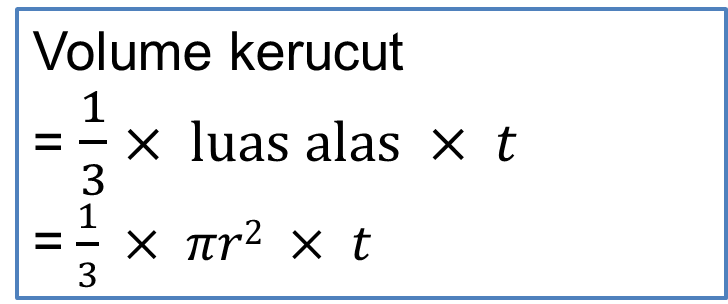 Volume kerucut
= 1/3 × luas alas × t
= 1/3 × πr² × t